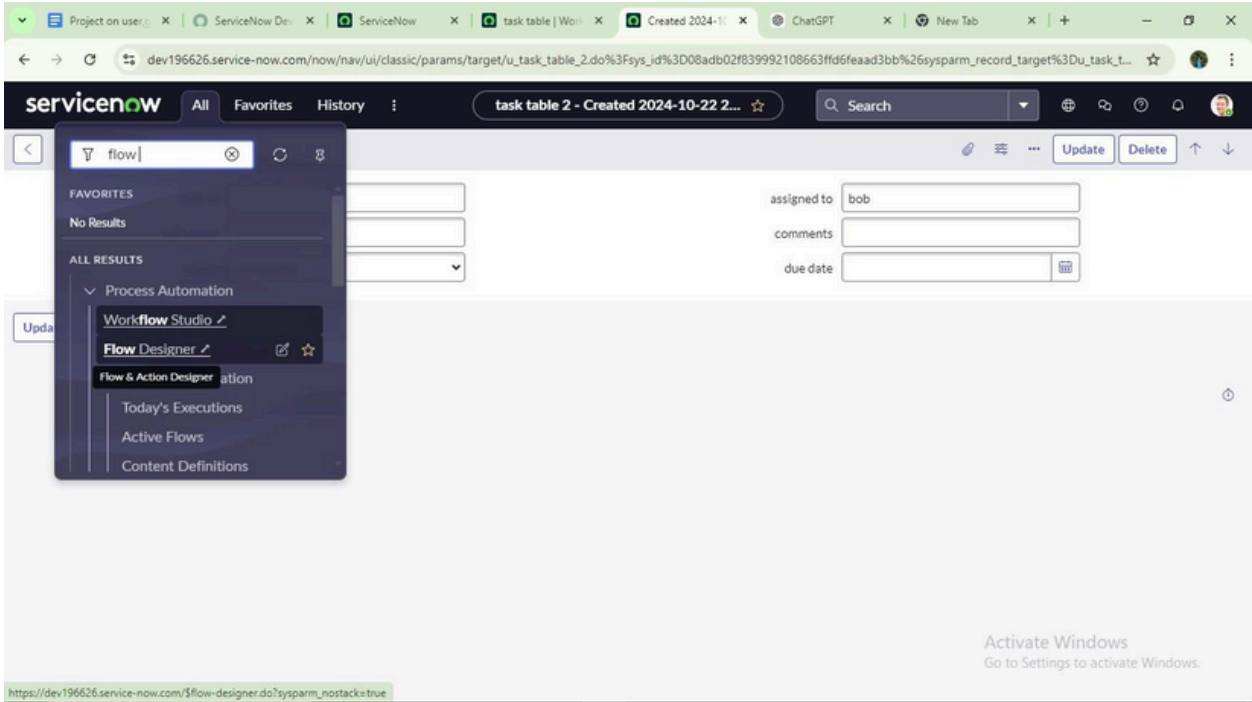 Project on user,
ServiceNow Dev
ServiceNow
task table | Wor
Created 2024-10
ChatGPT
New Tab
dev196626.service-now.com/now/nav/ui/classic/params/target/u_task_table_2.do%3Fsys_id%3D08adb02f839992108663ffd6feaad3bb%26sysparm_record_target%3Du_task_t...
servicenow
All
Favorites
History
task table 2 - Created 2024-10-22 2...
Search
flow
Update
Delete
FAVORITES
No Results
assigned to
bob
comments
due date
ALL RESULTS
Process Automation
Workflow Studio
Flow Designer
Flow & Action Designer
ation
Today's Executions
Active Flows
Content Definitions
Upda
Activate Windows
Go to Settings to activate Windows.
https://dev196626.service-now.com/$flow-designer.do?sysparm_nostack=true